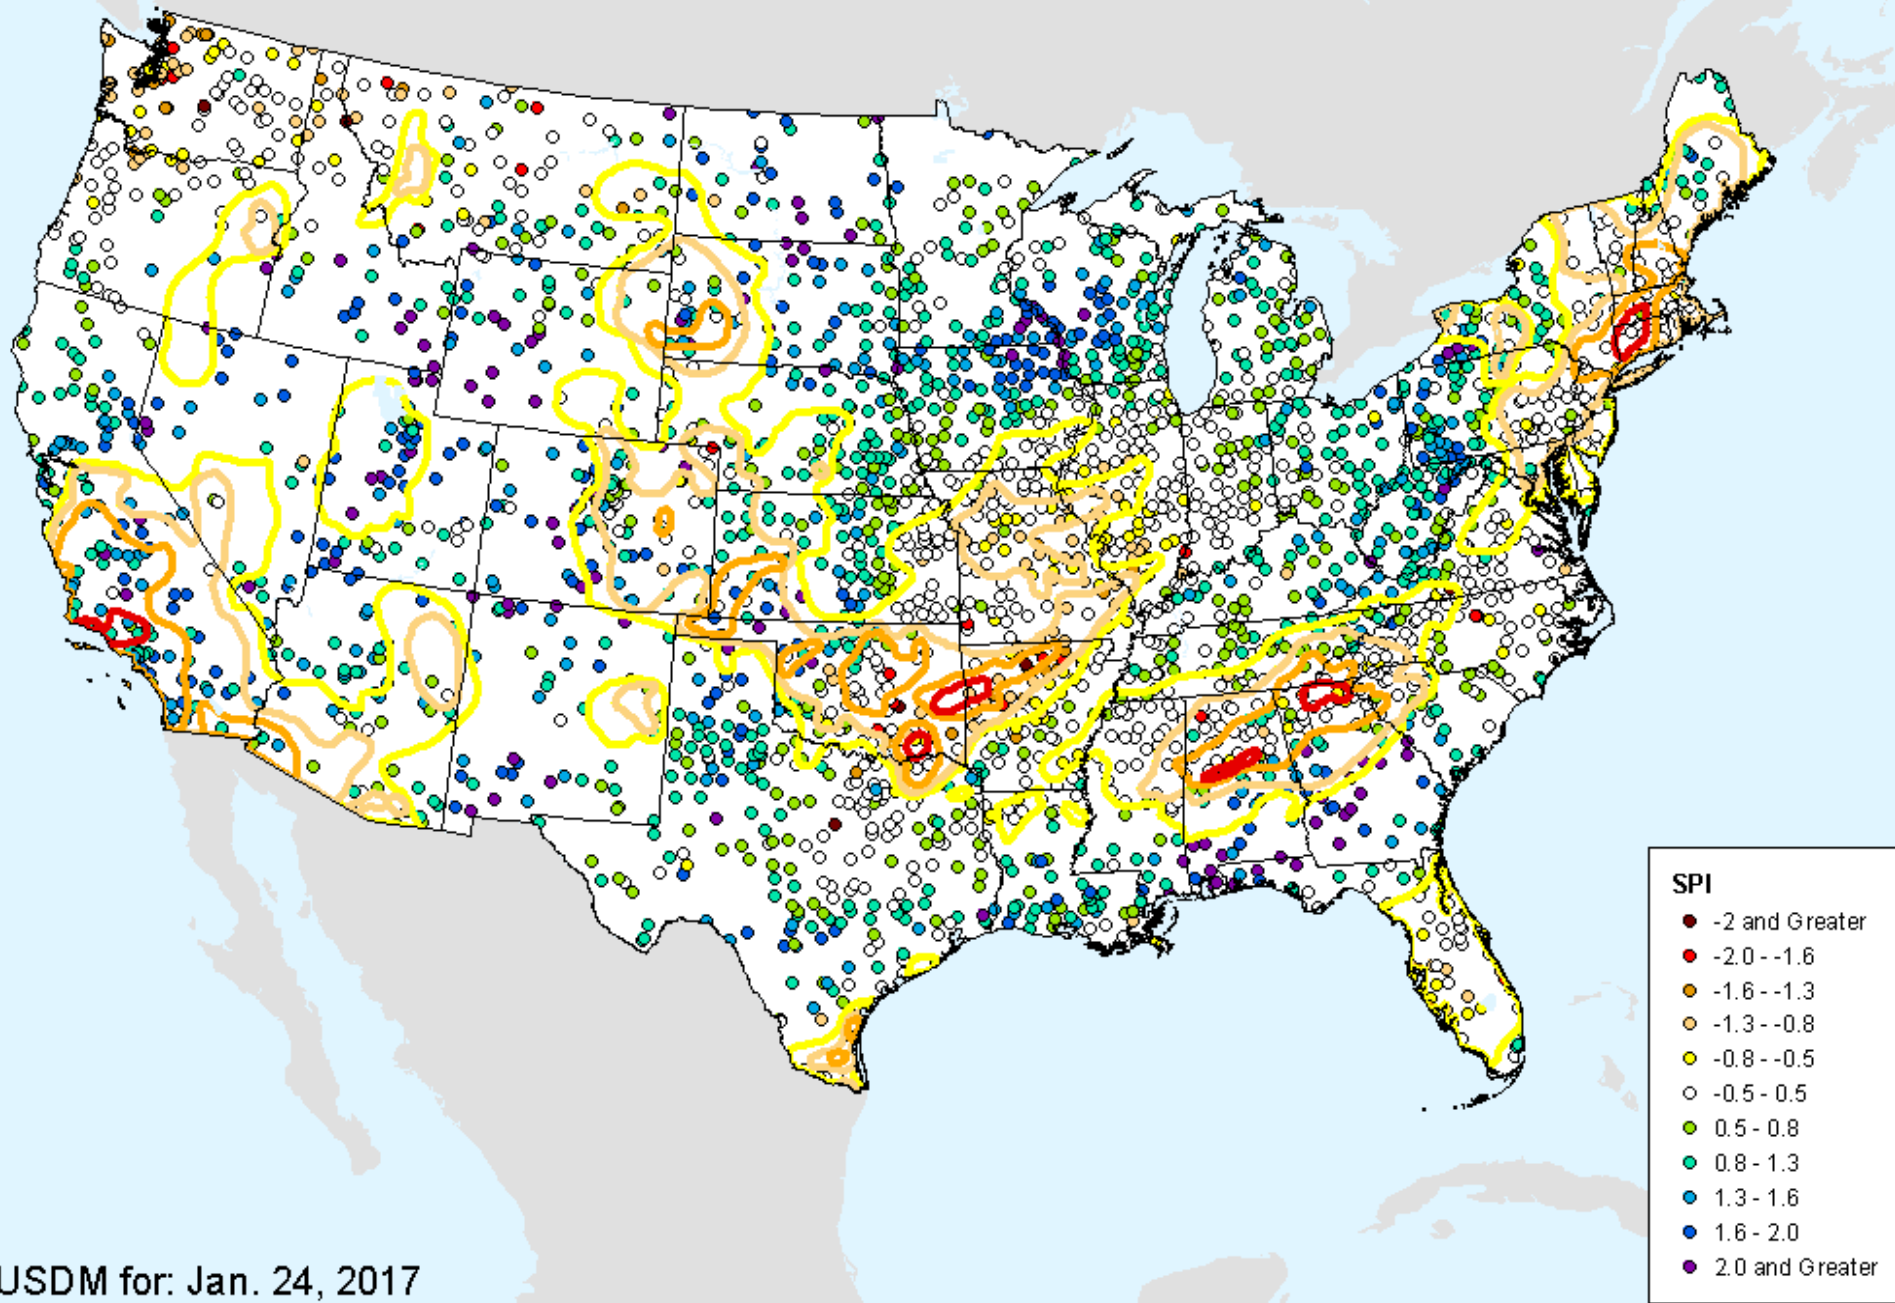 SPI
-2 and Greater
-2.0 - -1.6
-1.6 - -1.3
-1.3 - -0.8
-0.8 - -0.5
-0.5 - 0.5
0.5 - 0.8
0.8 - 1.3
1.3 - 1.6
1.6 - 2.0
2.0 and Greater
USDM for: Jan. 24, 2017